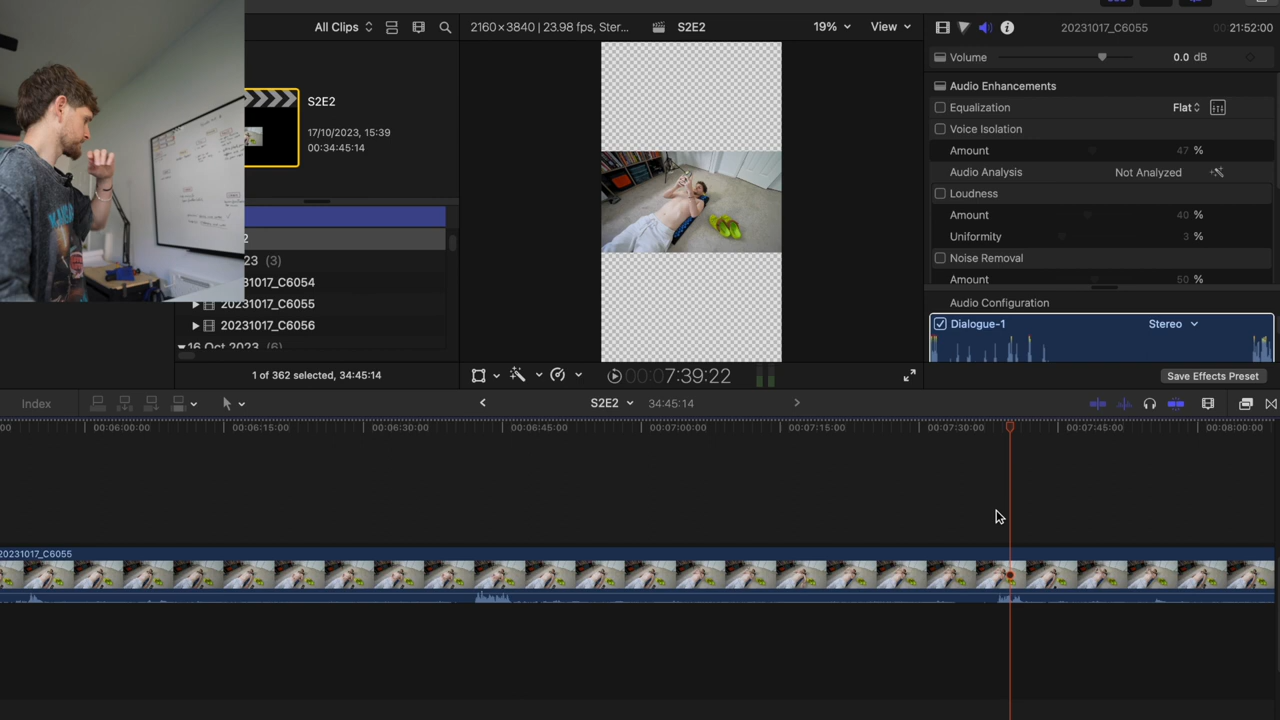 All Clips
2160×3840 | 23.98 fps, Ster...
S2E2
19%
View
20231017_C6055
00:21:52:00
S2E2
17/10/2023, 15:39
00:34:45:14
2
23 (3)
31017_C6054
20231017_C6055
20231017_C6056
16 Oct 2023 (6)
1 of 362 selected, 34:45:14
00:07:39:22
Volume
0.0 dB
Audio Enhancements
Equalization
Flat
Voice Isolation
Amount
47 %
Audio Analysis
Not Analyzed
Loudness
Amount
40 %
Uniformity
3 %
Noise Removal
Amount
50 %
Audio Configuration
Dialogue-1
Stereo
Save Effects Preset
Index
S2E2
34:45:14
00
00:06:00:00
00:06:15:00
00:06:30:00
00:06:45:00
00:07:00:00
00:07:15:00
00:07:30:00
00:07:45:00
00:08:00:00
20231017_C6055